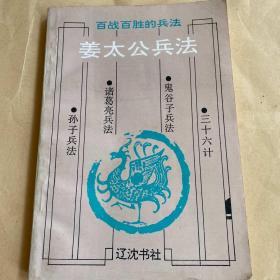 百战百胜的兵法
姜太公兵法
三十六计
鬼谷子兵法
诸葛亮兵法
孙子兵法
辽沈书社